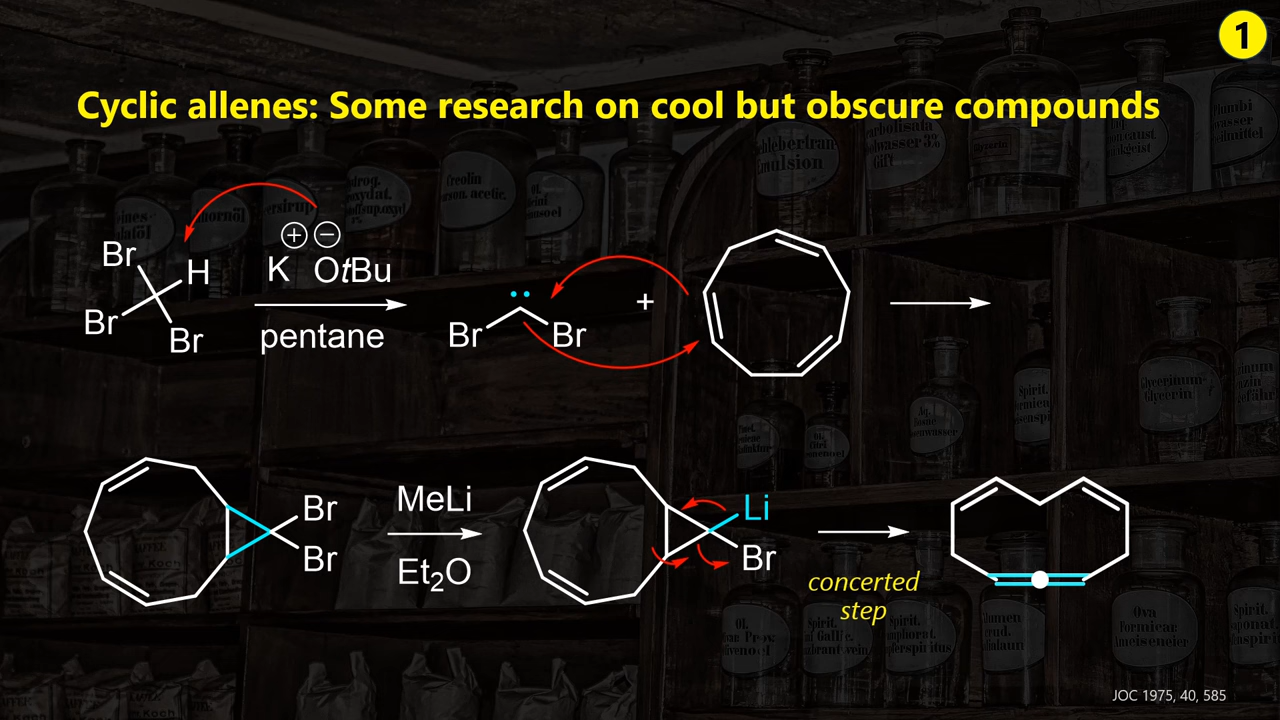 1
Cyclic allenes: Some research on cool but obscure compounds
Br
H
Br
Br
+ −
K OtBu
pentane
Br Br
+
Br
Br
MeLi
Et₂O
Li
Br
concerted
step
JOC 1975, 40, 585